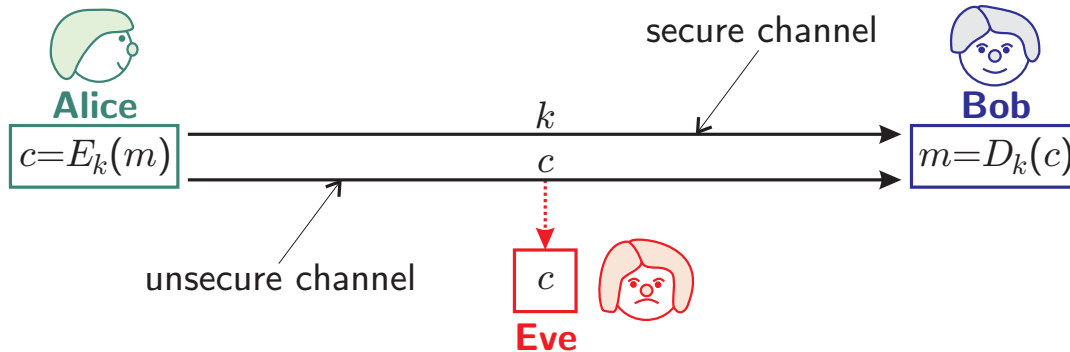 secure channel
Alice
Bob
c=E_k(m)
k
m=D_k(c)
c
unsecure channel
c
Eve